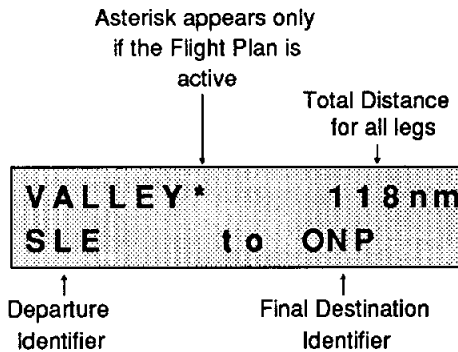 Asterisk appears only
if the Flight Plan is
active
Total Distance
for all legs
VALLEY* 118nm
SLE to ONP
Departure
Identifier
Final Destination
Identifier